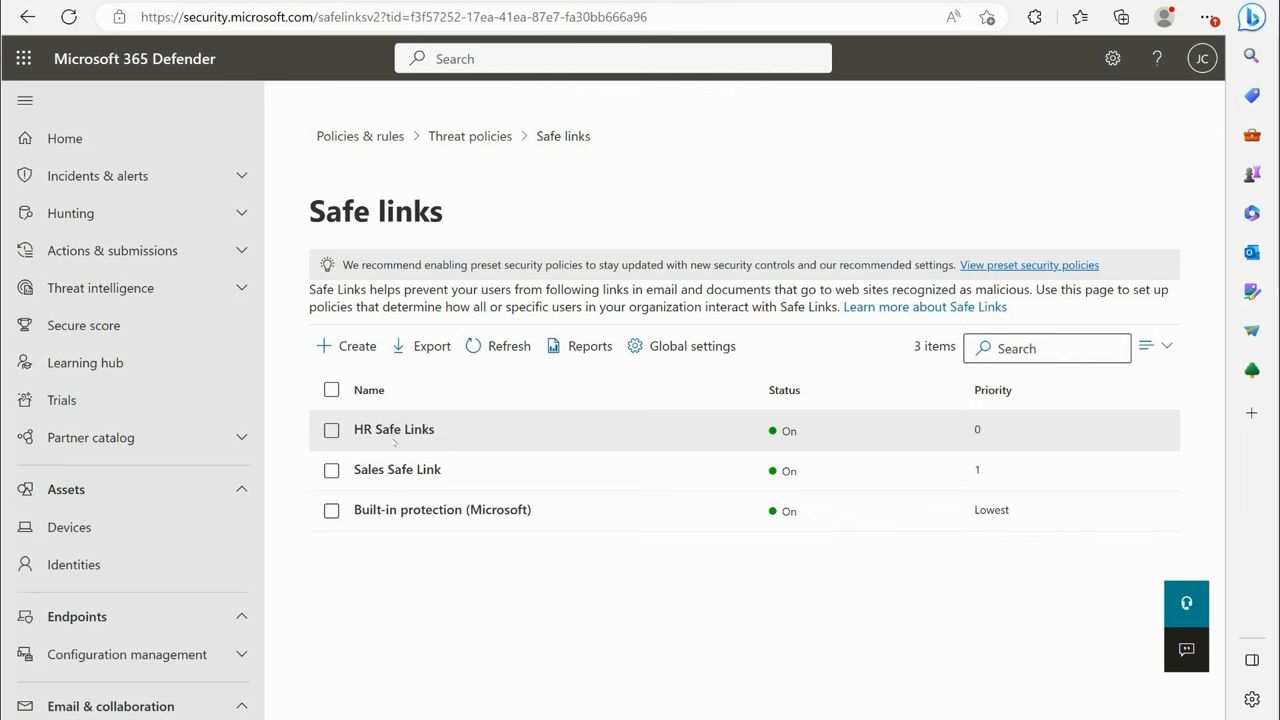 https://security.microsoft.com/safelinksv2?tid=f3f57252-17ea-41ea-87e7-fa30bb666a96
Microsoft 365 Defender
Search
JC
Home
Incidents & alerts
Hunting
Actions & submissions
Threat intelligence
Secure score
Learning hub
Trials
Partner catalog
Assets
Devices
Identities
Endpoints
Configuration management
Email & collaboration
Policies & rules > Threat policies > Safe links
Safe links
We recommend enabling preset security policies to stay updated with new security controls and our recommended settings. View preset security policies
Safe Links helps prevent your users from following links in email and documents that go to web sites recognized as malicious. Use this page to set up
policies that determine how all or specific users in your organization interact with Safe Links. Learn more about Safe Links
Create Export Refresh Reports Global settings 3 items Search
Name Status Priority
HR Safe Links On 0
Sales Safe Link On 1
Built-in protection (Microsoft) On Lowest